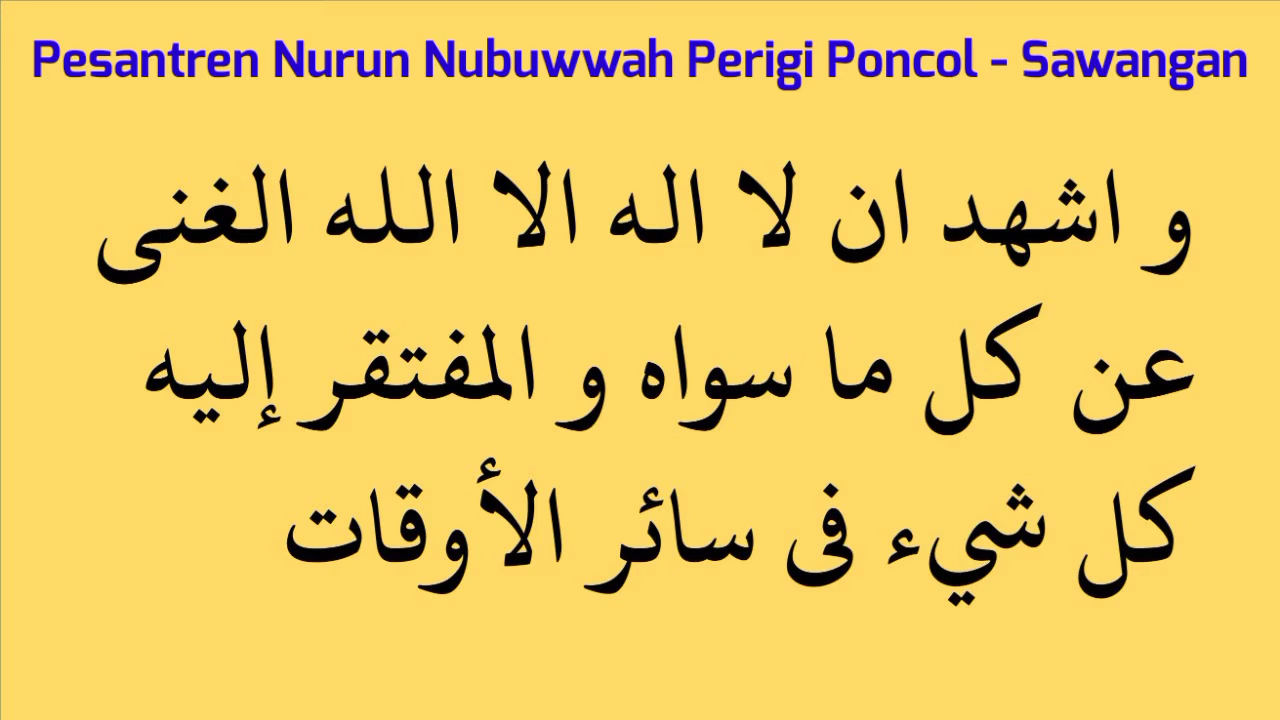 Pesantren Nurun Nubuwwah Perigi Poncol - Sawangan
و اشهد ان لا اله الا الله الغنى
عن كل ما سواه و المفتقر إليه
كل شيء فى سائر الأوقات